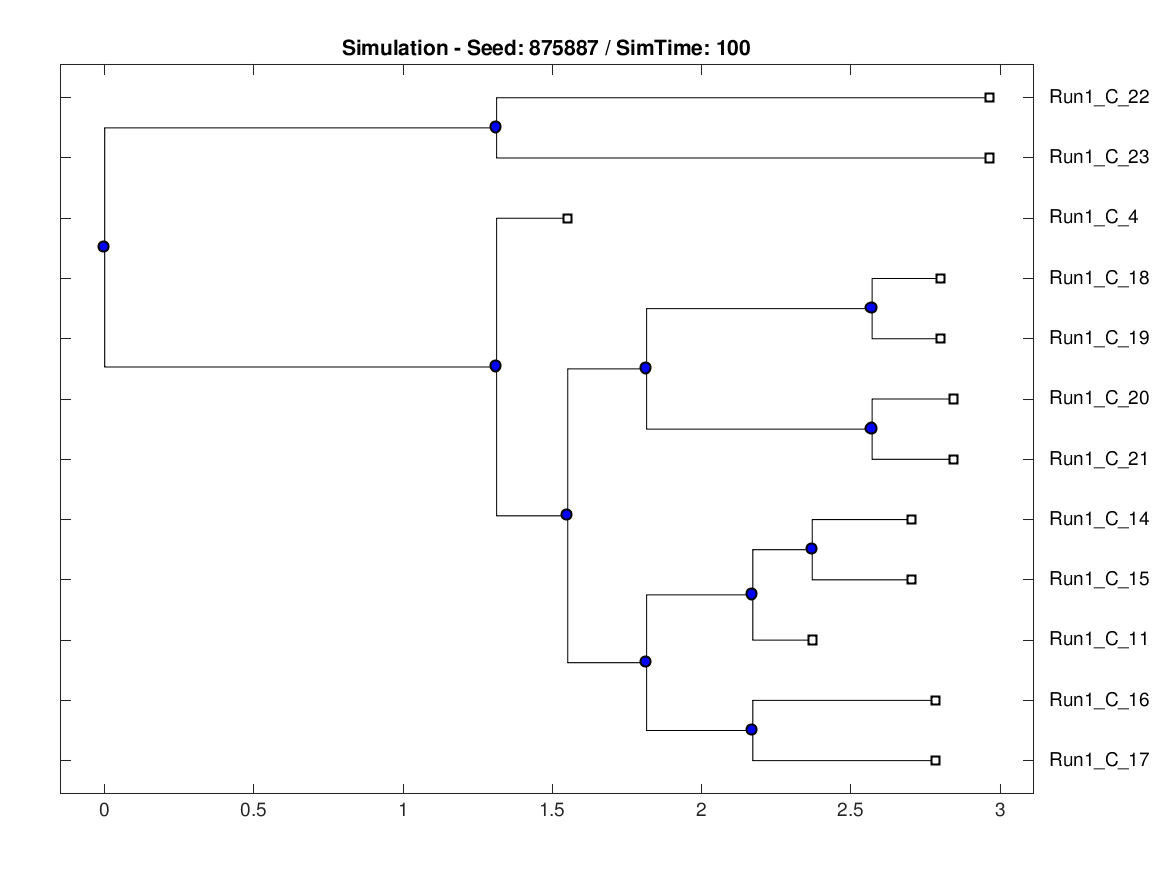 Simulation - Seed: 875887 / SimTime: 100
Run1_C_22
Run1_C_23
Run1_C_4
Run1_C_18
Run1_C_19
Run1_C_20
Run1_C_21
Run1_C_14
Run1_C_15
Run1_C_11
Run1_C_16
Run1_C_17
0 0.5 1 1.5 2 2.5 3